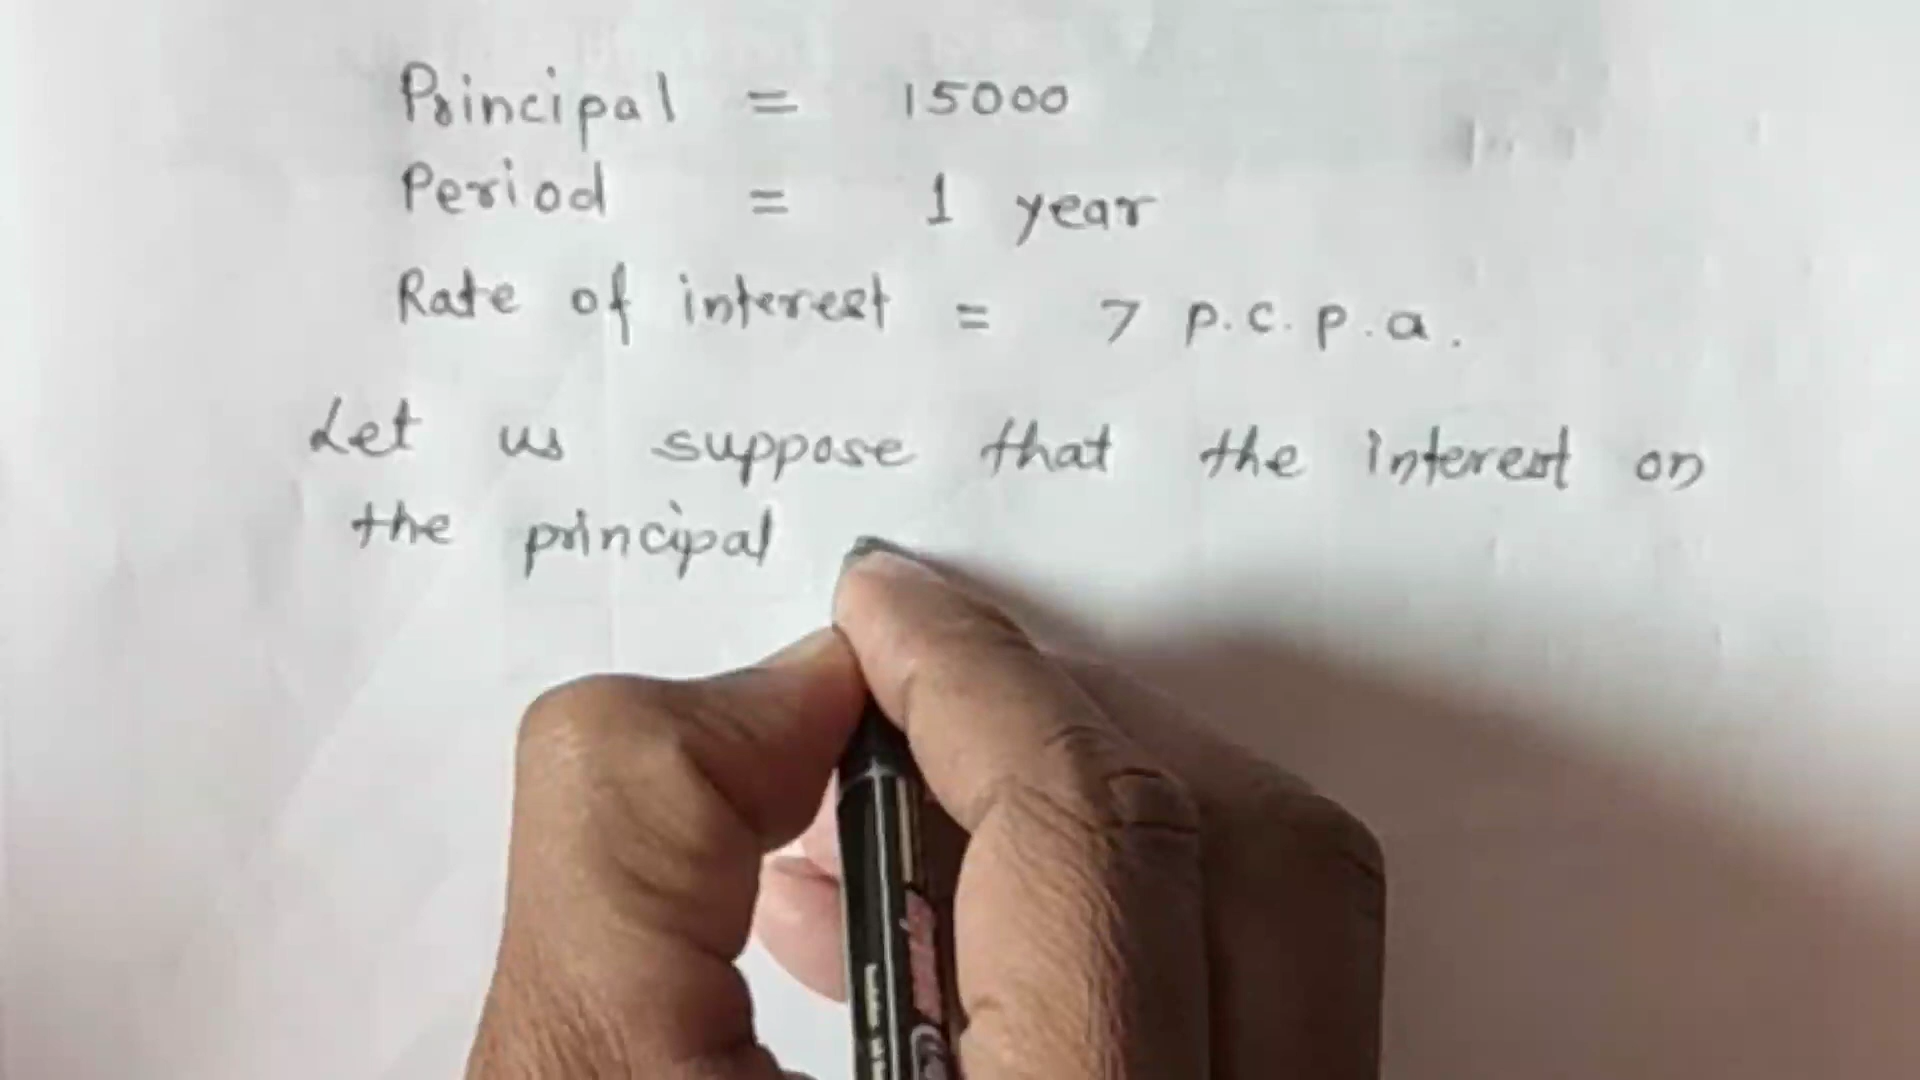 Principal = 15000
Period = 1 year
Rate of interest = 7 p.c.p.a.
Let us suppose that the interest on
the principal